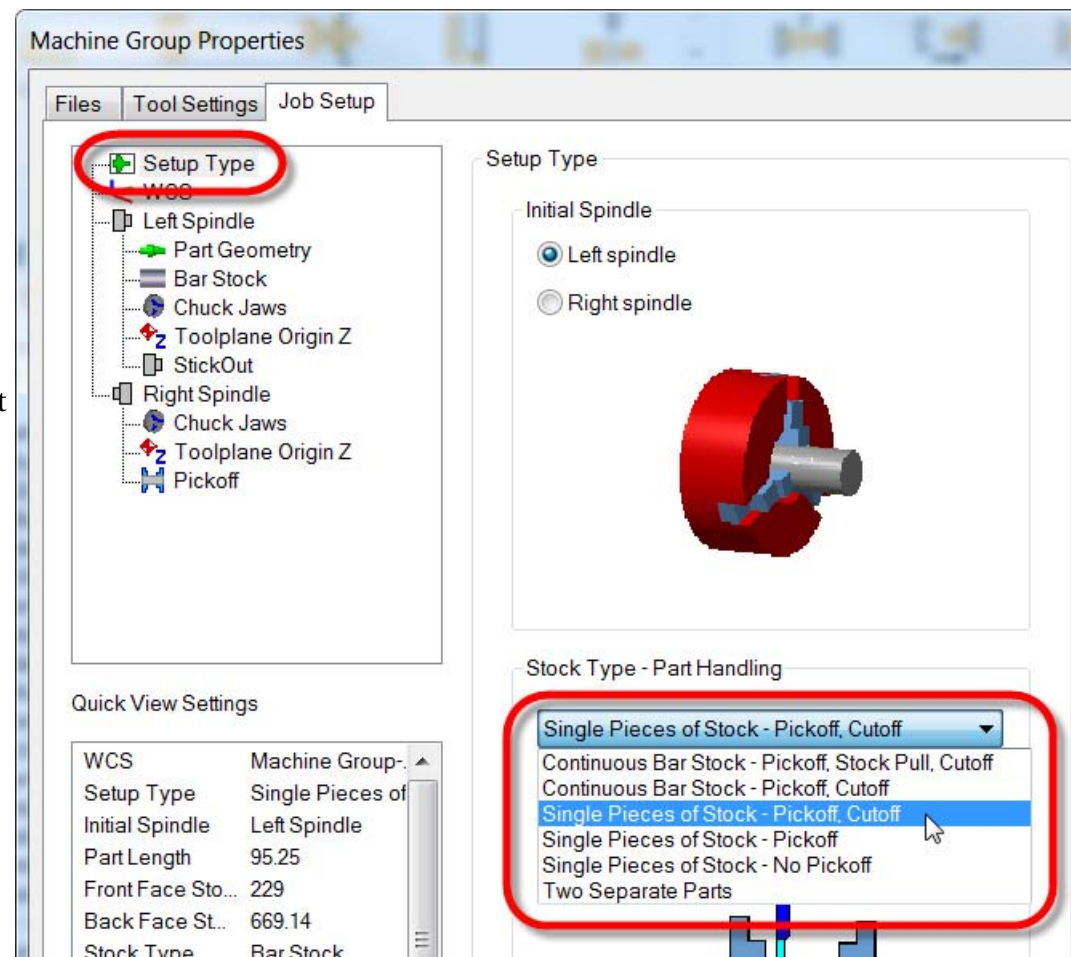 Machine Group Properties
Files Tool Settings Job Setup
Setup Type
WCS
Left Spindle
Part Geometry
Bar Stock
Chuck Jaws
Toolplane Origin Z
StickOut
Right Spindle
Chuck Jaws
Toolplane Origin Z
Pickoff
t
Quick View Settings
WCS Machine Group-.
Setup Type Single Pieces of
Initial Spindle Left Spindle
Part Length 95.25
Front Face Sto... 229
Back Face St... 669.14
Stock Type Bar Stock
Setup Type
Initial Spindle
Left spindle
Right spindle
Stock Type - Part Handling
Single Pieces of Stock - Pickoff, Cutoff
Continuous Bar Stock - Pickoff, Stock Pull, Cutoff
Continuous Bar Stock - Pickoff, Cutoff
Single Pieces of Stock - Pickoff, Cutoff
Single Pieces of Stock - Pickoff
Single Pieces of Stock - No Pickoff
Two Separate Parts